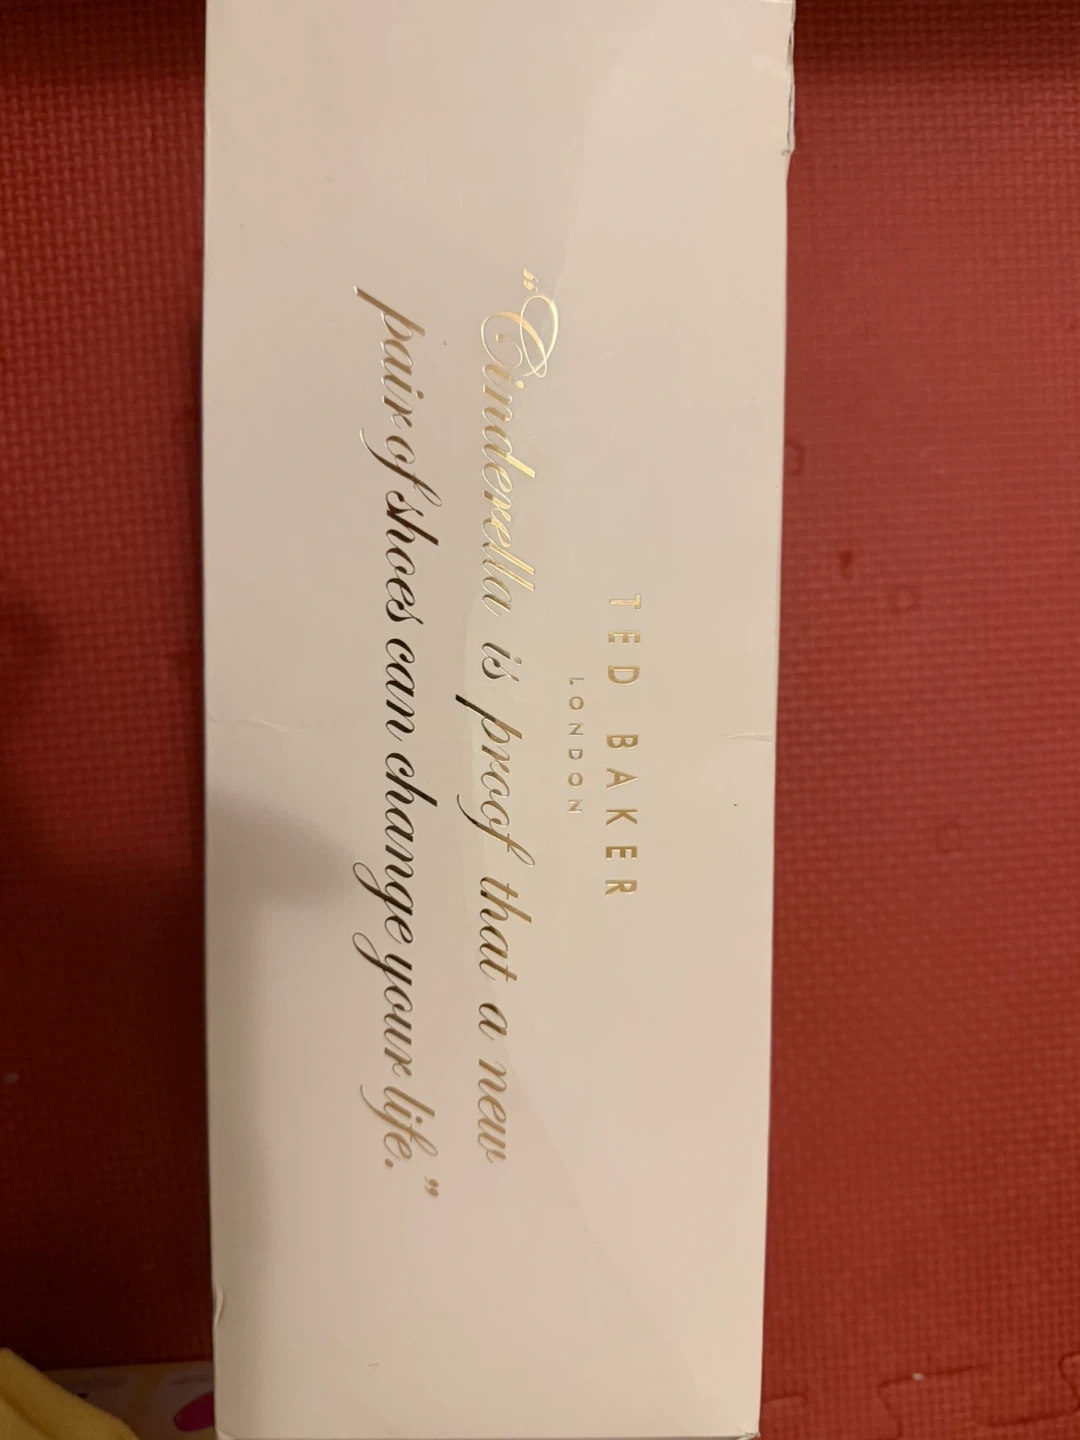 TED BAKER
LONDON
“Cinderella is proof that a new
pair of shoes can change your life.”